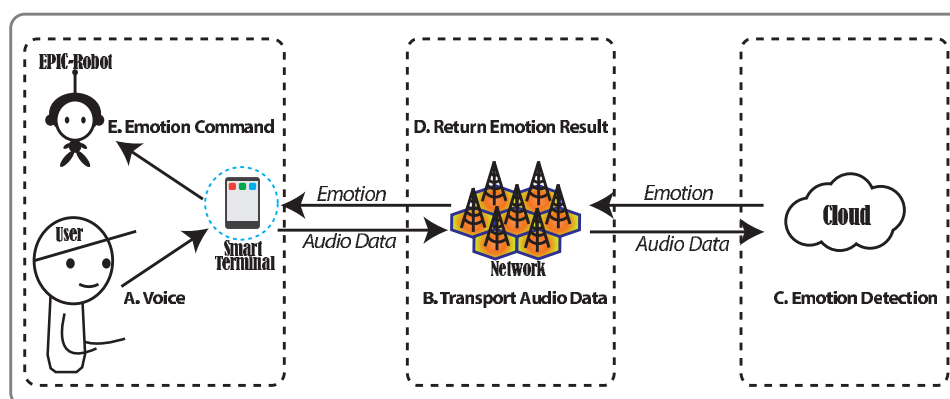 EPIC-Robot
E. Emotion Command
D. Return Emotion Result
Emotion
Emotion
User
Cloud
Audio Data
Audio Data
Smart
Terminal
Network
A. Voice
B. Transport Audio Data
C. Emotion Detection